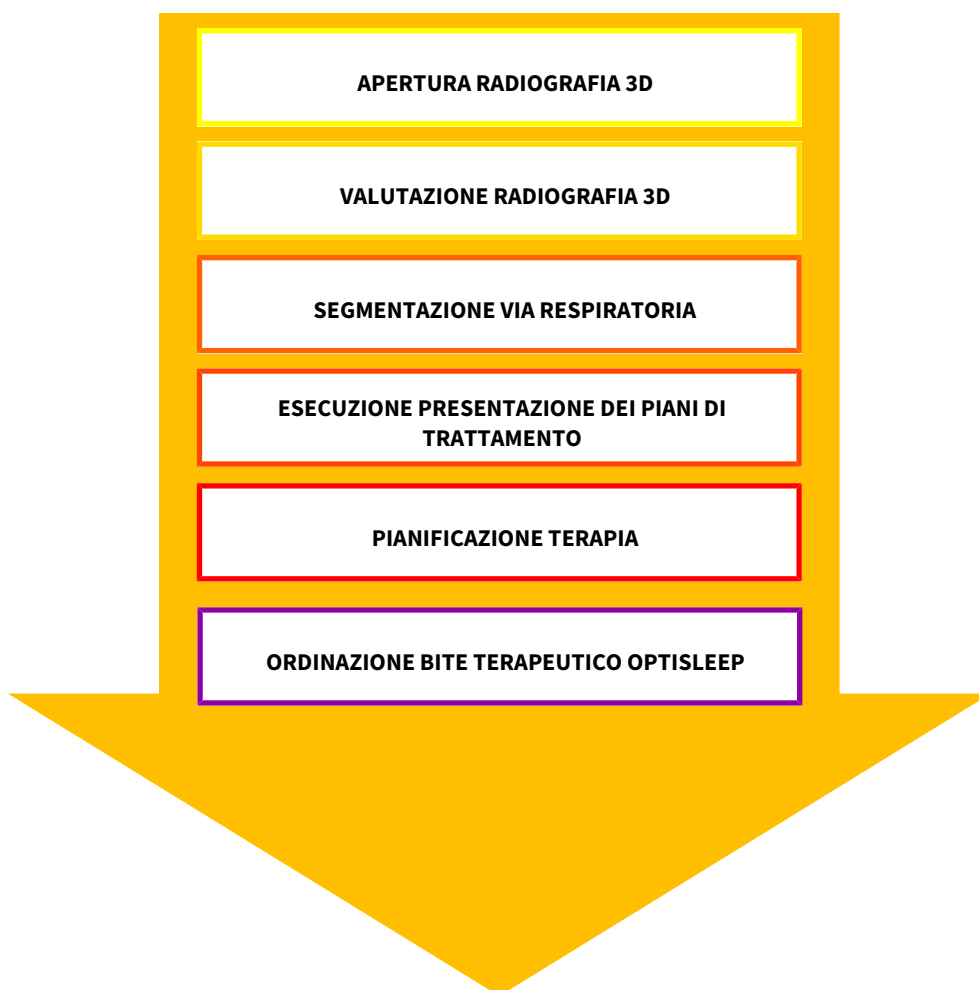 APERTURA RADIOGRAFIA 3D
VALUTAZIONE RADIOGRAFIA 3D
SEGMENTAZIONE VIA RESPIRATORIA
ESECUZIONE PRESENTAZIONE DEI PIANI DI
TRATTAMENTO
PIANIFICAZIONE TERAPIA
ORDINAZIONE BITE TERAPEUTICO OPTISLEEP